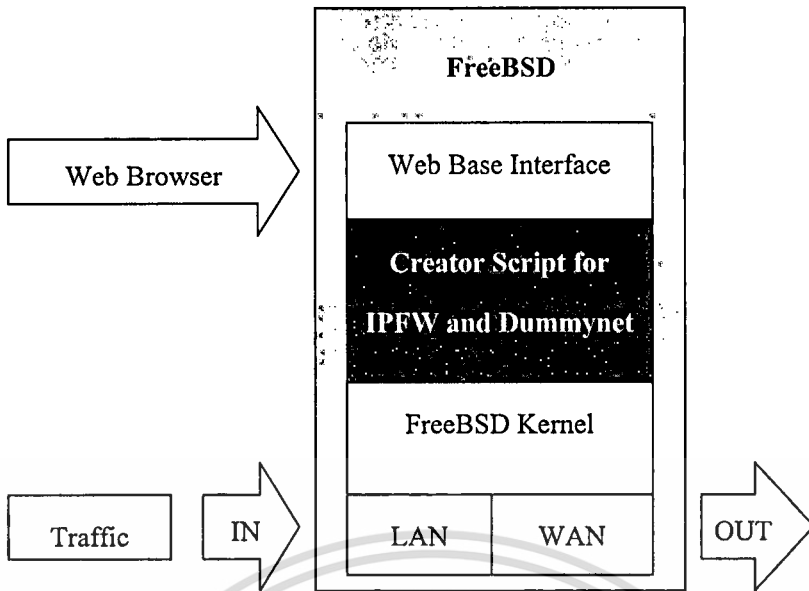 FreeBSD
Web Browser
Web Base Interface
Creator Script for
IPFW and Dummynet
FreeBSD Kernel
Traffic
IN
LAN
WAN
OUT